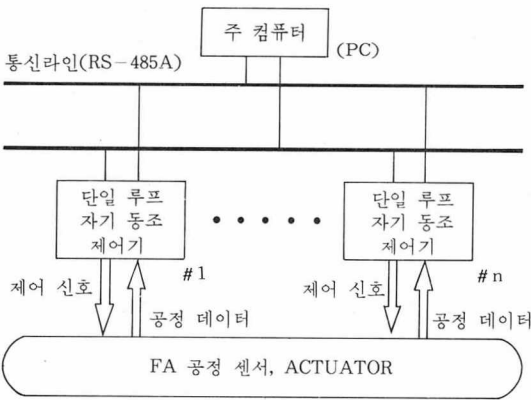 주 컴퓨터
(PC)
통신라인(RS-485A)
단일 루프
자기 동조
제어기
#1
단일 루프
자기 동조
제어기
#n
제어 신호
공정 데이터
제어 신호
공정 데이터
FA 공정 센서, ACTUATOR